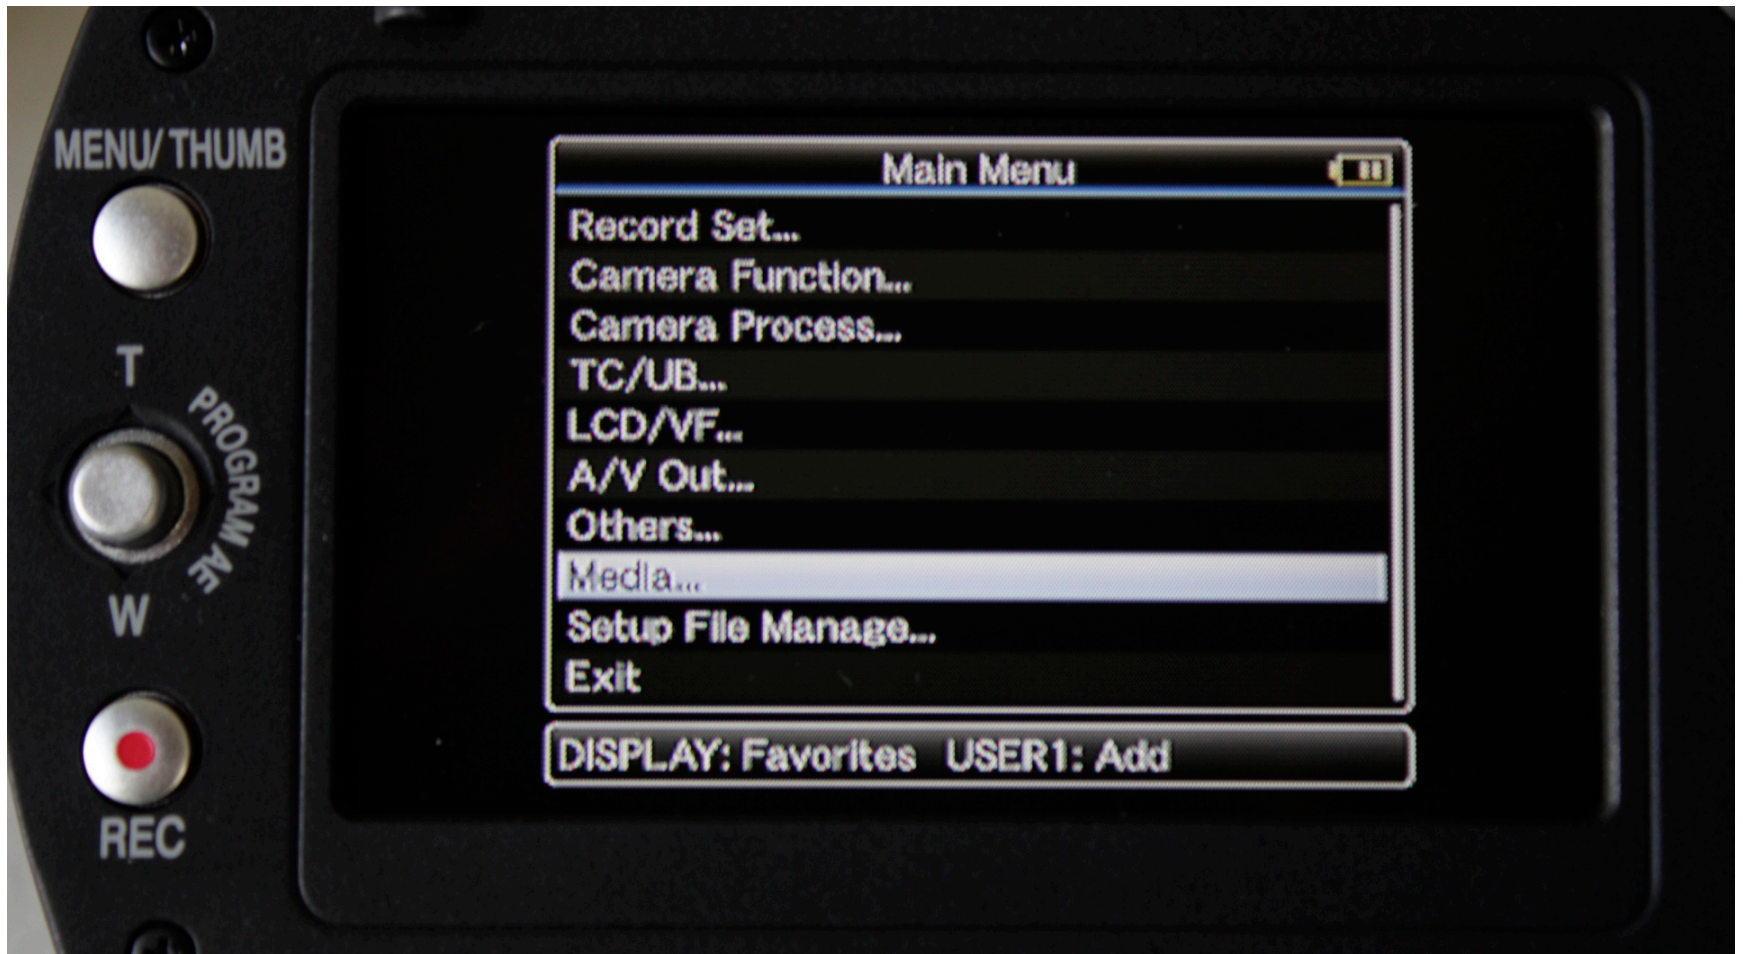 MENU/THUMB
T
PROGRAM AE
W
REC
Main Menu
Record Set...
Camera Function...
Camera Process...
TC/UB...
LCD/VF...
A/V Out...
Others...
Media...
Setup File Manage...
Exit
DISPLAY: Favorites USER1: Add